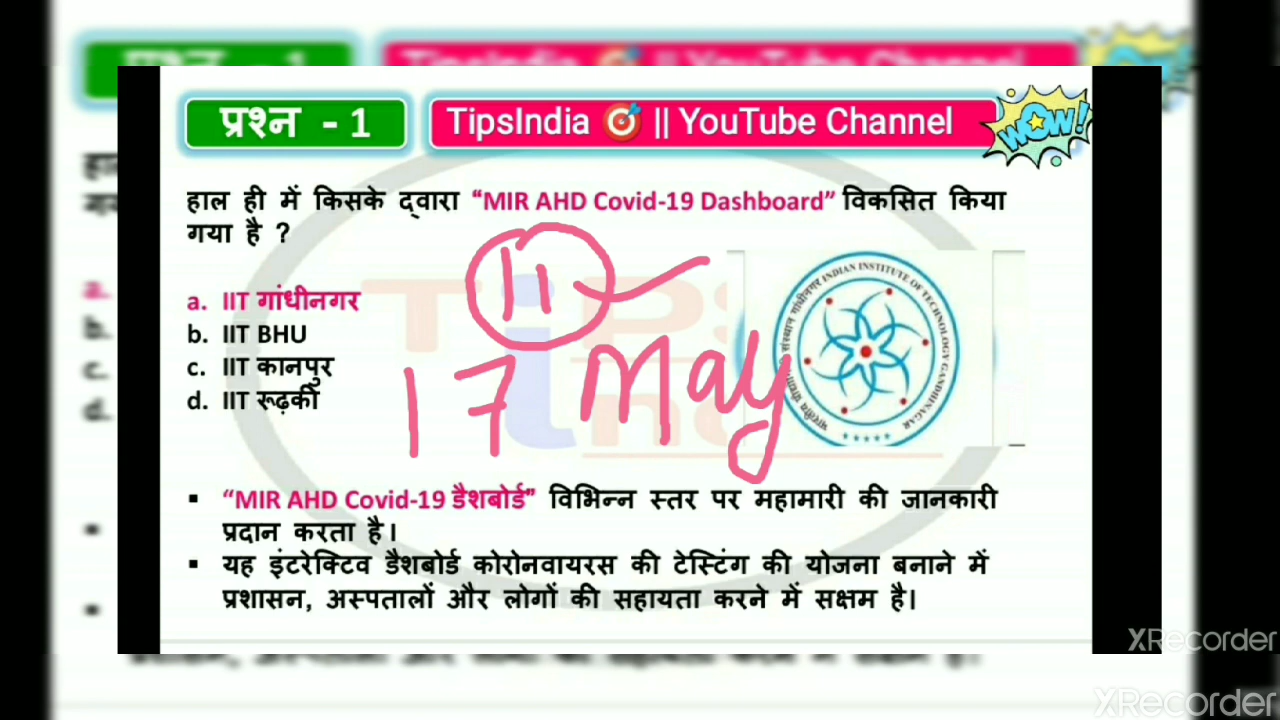 प्रश्न - 1
TipsIndia 🎯 || YouTube Channel
WOW!
हाल ही में किसके द्वारा “MIR AHD Covid-19 Dashboard” विकसित किया
गया है ?
11
a. IIT गांधीनगर
b. IIT BHU
c. IIT कानपुर
d. IIT रूढ़की
17 May
भारतीय प्रौद्योगिकी संस्थान गांधीनगर INDIAN INSTITUTE OF TECHNOLOGY GANDHINAGAR
▪ “MIR AHD Covid-19 डैशबोर्ड” विभिन्न स्तर पर महामारी की जानकारी
प्रदान करता है।
▪ यह इंटरेक्टिव डैशबोर्ड कोरोनवायरस की टेस्टिंग की योजना बनाने में
प्रशासन, अस्पतालों और लोगों की सहायता करने में सक्षम है।
XRecorder
XRecorder